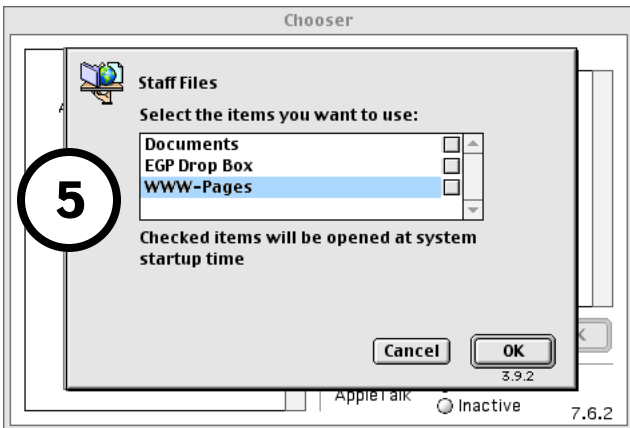 Chooser
Staff Files
Select the items you want to use:
Documents
EGP Drop Box
WWW-Pages
5
Checked items will be opened at system
startup time
Cancel
OK
3.9.2
AppleTalk
Inactive
7.6.2